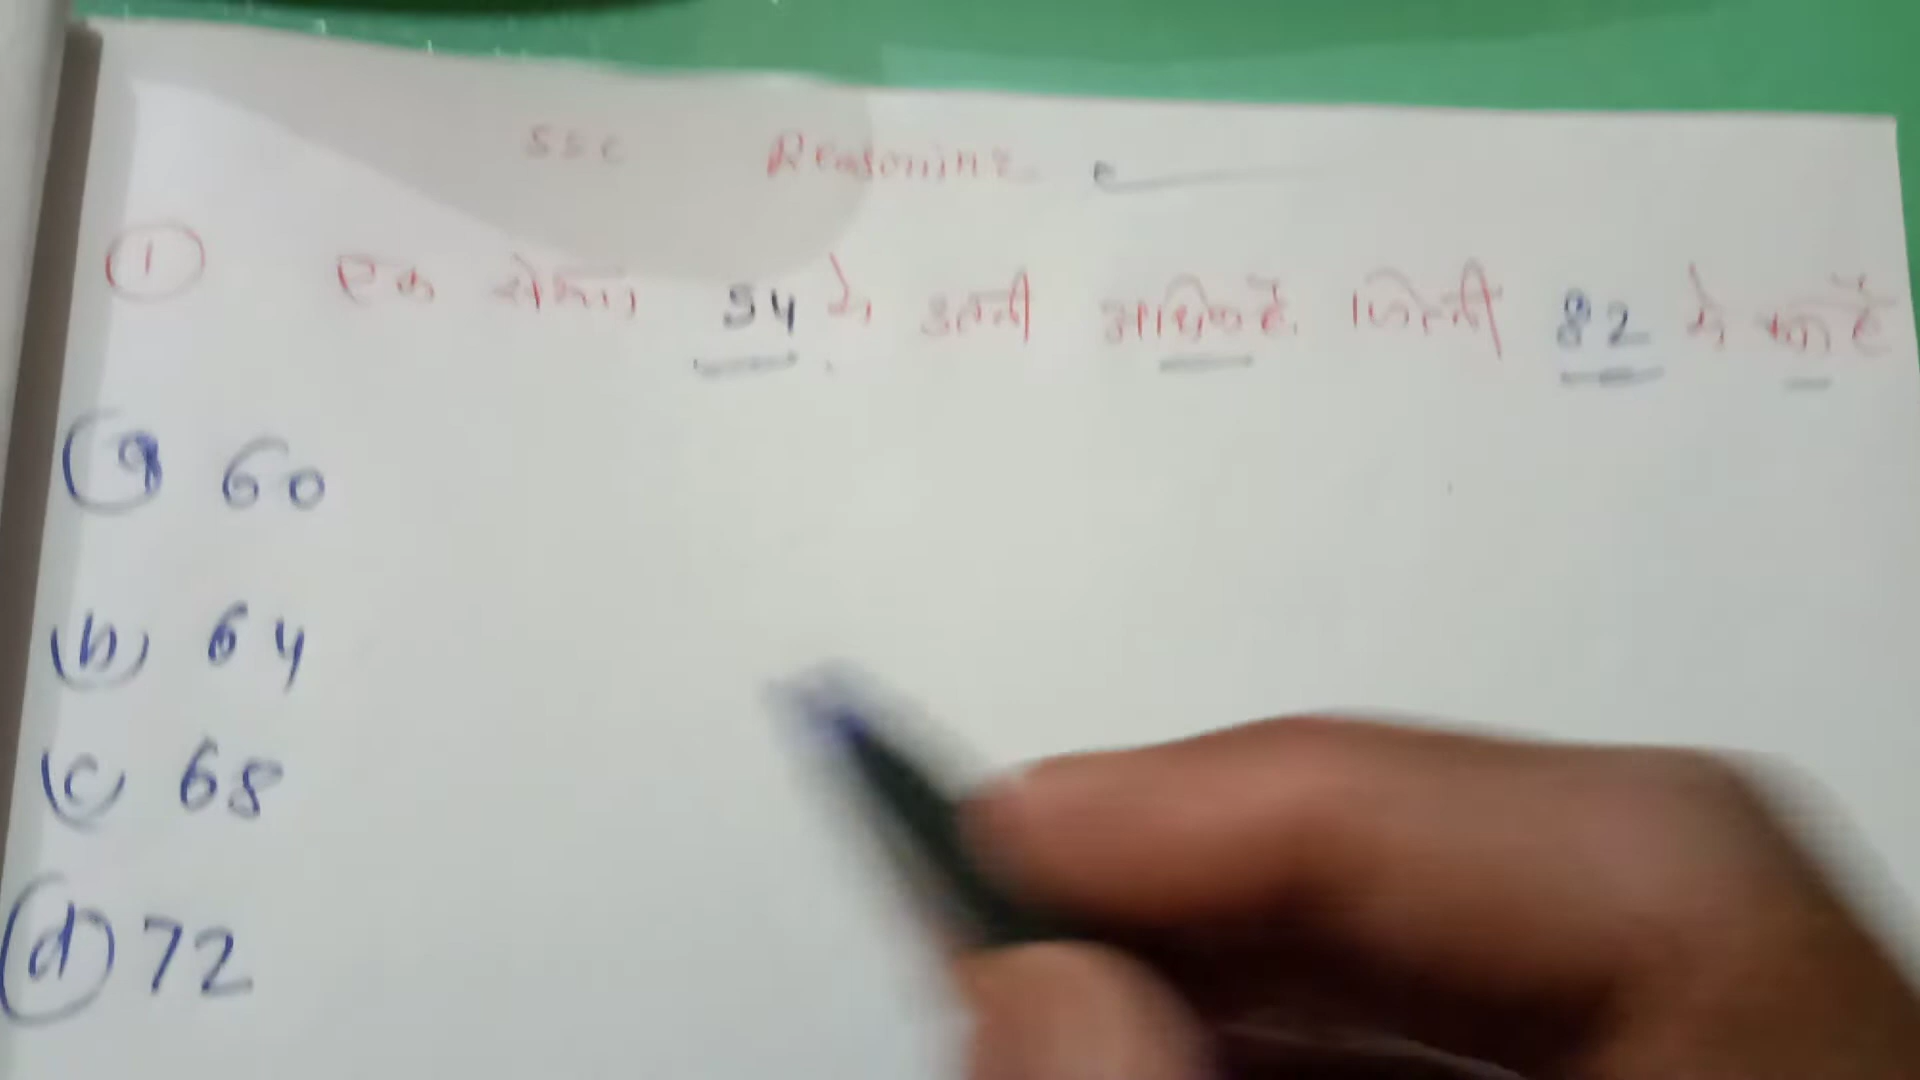 SSC Reasoning
① एक संख्या 54 से उतनी अधिक है जितनी 82 से कम है
(a) 60
(b) 64
(c) 68
(d) 72